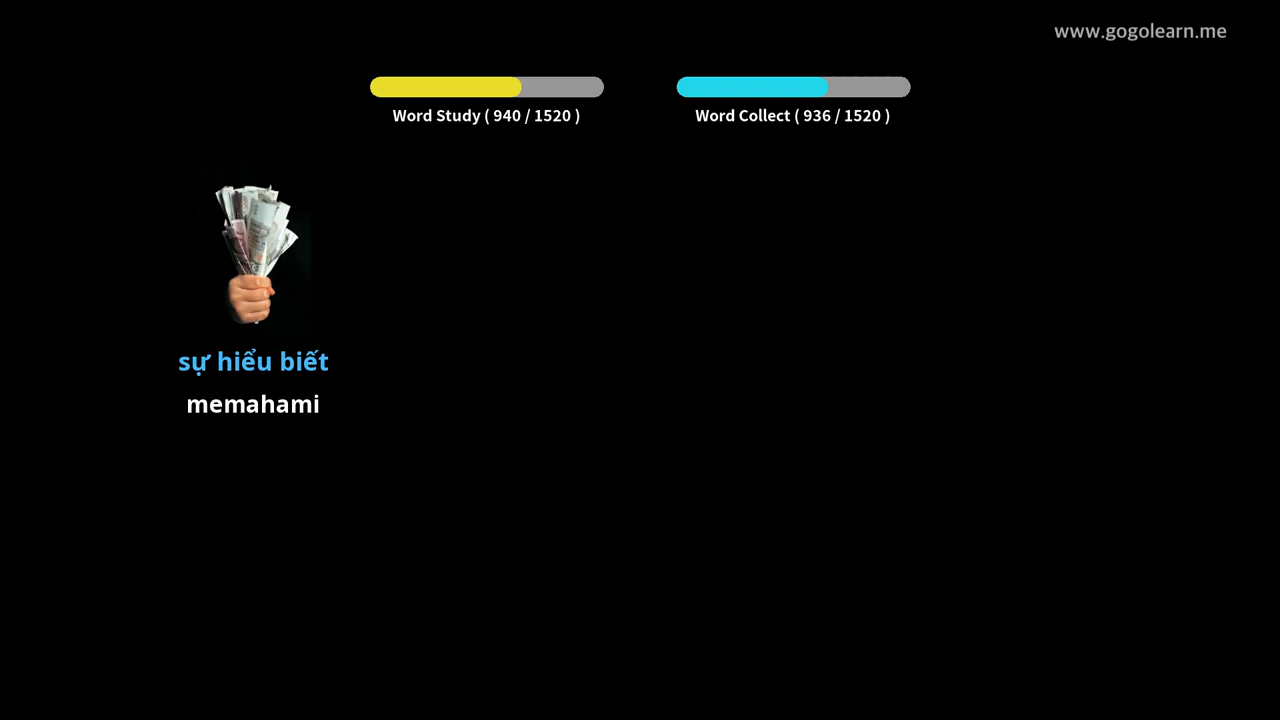 www.gogolearn.me
Word Study ( 940 / 1520 )
Word Collect ( 936 / 1520 )
sự hiểu biết
memahami